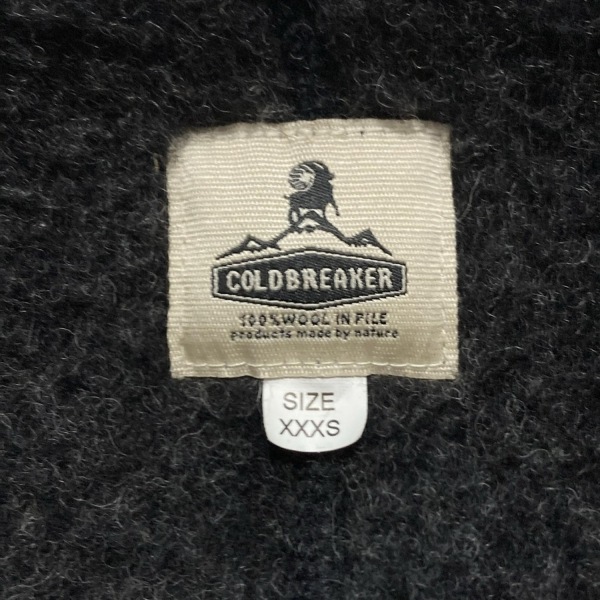 COLDBREAKER
100% WOOL IN PILE
products made by nature
SIZE
XXXS